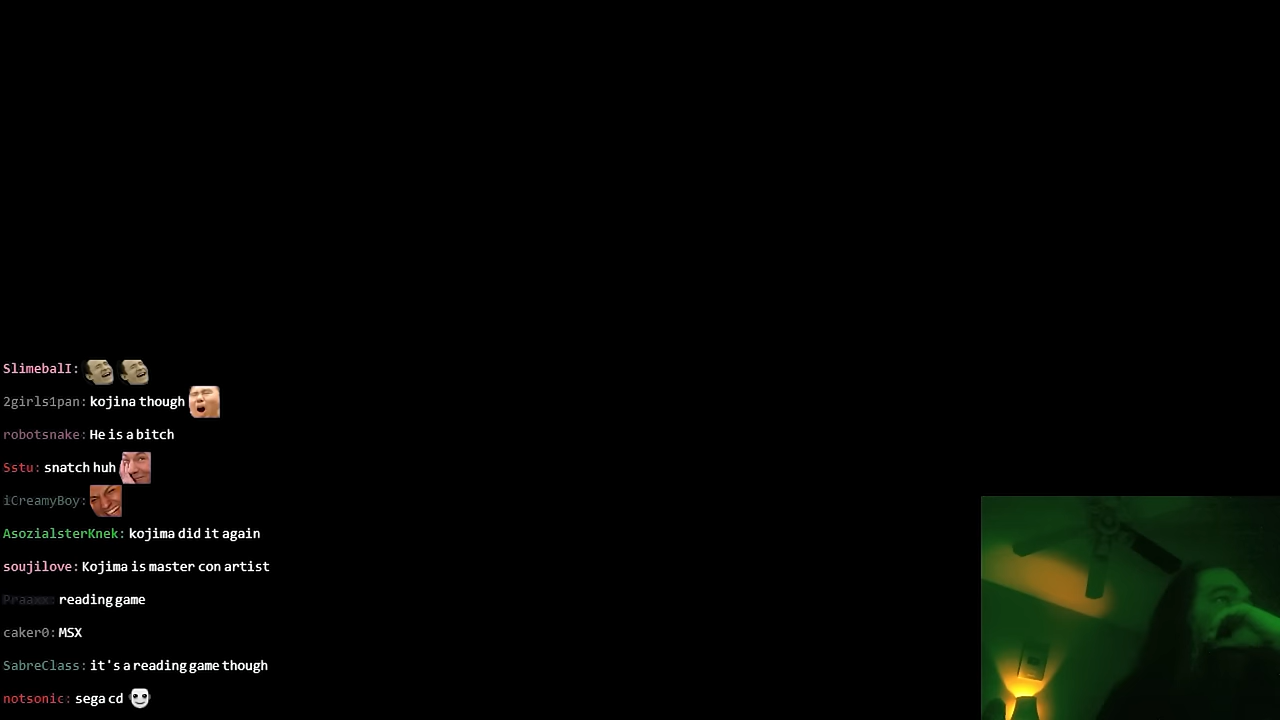 SlimebalI:
2girls1pan: kojina though
robotsnake: He is a bitch
Sstu: snatch huh
iCreamyBoy:
AsozialsterKnek: kojima did it again
soujilove: Kojima is master con artist
Praaxx: reading game
caker0: MSX
SabreClass: it's a reading game though
notsonic: sega cd